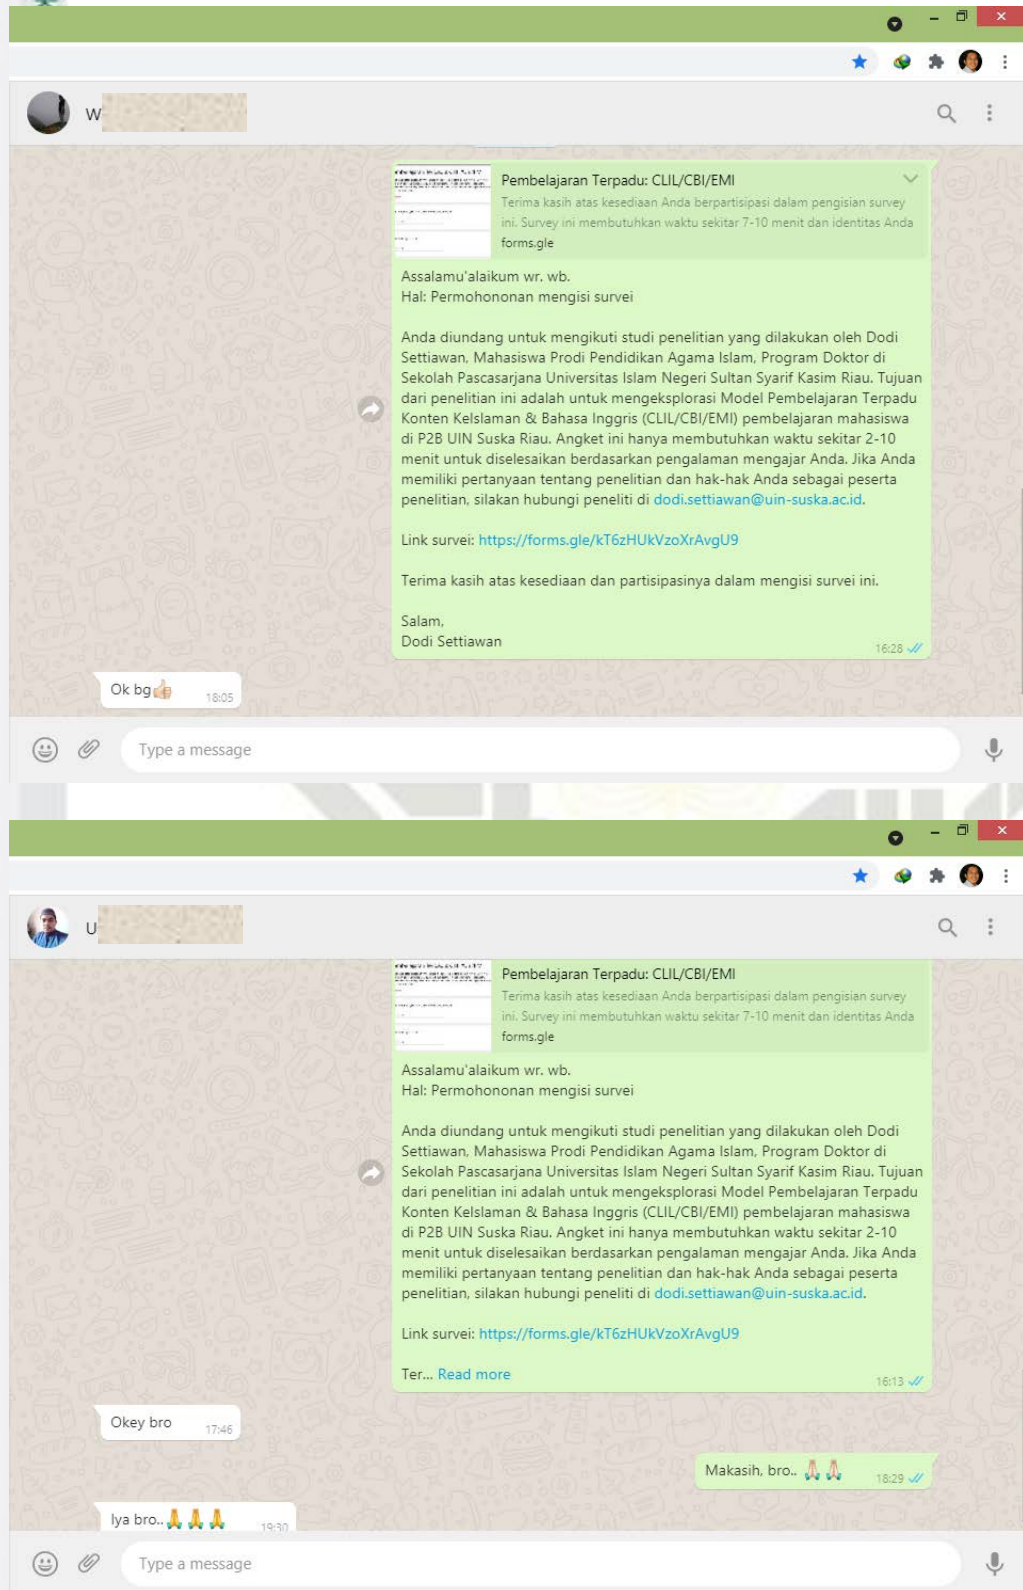 W
Pembelajaran Terpadu: CLIL/CBI/EMI
Terima kasih atas kesediaan Anda berpartisipasi dalam pengisian survey
ini. Survey ini membutuhkan waktu sekitar 7-10 menit dan identitas Anda
forms.gle
Assalamu'alaikum wr. wb.
Hal: Permohononan mengisi survei
Anda diundang untuk mengikuti studi penelitian yang dilakukan oleh Dodi
Settiawan, Mahasiswa Prodi Pendidikan Agama Islam, Program Doktor di
Sekolah Pascasarjana Universitas Islam Negeri Sultan Syarif Kasim Riau. Tujuan
dari penelitian ini adalah untuk mengeksplorasi Model Pembelajaran Terpadu
Konten KeIslaman & Bahasa Inggris (CLIL/CBI/EMI) pembelajaran mahasiswa
di P2B UIN Suska Riau. Angket ini hanya membutuhkan waktu sekitar 2-10
menit untuk diselesaikan berdasarkan pengalaman mengajar Anda. Jika Anda
memiliki pertanyaan tentang penelitian dan hak-hak Anda sebagai peserta
penelitian, silakan hubungi peneliti di dodi.settiawan@uin-suska.ac.id.
Link survei: https://forms.gle/kT6zHUkVzoXrAvgU9
Terima kasih atas kesediaan dan partisipasinya dalam mengisi survei ini.
Salam,
Dodi Settiawan
16:28
Ok bg👍🏻
18:05
Type a message
U
Pembelajaran Terpadu: CLIL/CBI/EMI
Terima kasih atas kesediaan Anda berpartisipasi dalam pengisian survey
ini. Survey ini membutuhkan waktu sekitar 7-10 menit dan identitas Anda
forms.gle
Assalamu'alaikum wr. wb.
Hal: Permohononan mengisi survei
Anda diundang untuk mengikuti studi penelitian yang dilakukan oleh Dodi
Settiawan, Mahasiswa Prodi Pendidikan Agama Islam, Program Doktor di
Sekolah Pascasarjana Universitas Islam Negeri Sultan Syarif Kasim Riau. Tujuan
dari penelitian ini adalah untuk mengeksplorasi Model Pembelajaran Terpadu
Konten KeIslaman & Bahasa Inggris (CLIL/CBI/EMI) pembelajaran mahasiswa
di P2B UIN Suska Riau. Angket ini hanya membutuhkan waktu sekitar 2-10
menit untuk diselesaikan berdasarkan pengalaman mengajar Anda. Jika Anda
memiliki pertanyaan tentang penelitian dan hak-hak Anda sebagai peserta
penelitian, silakan hubungi peneliti di dodi.settiawan@uin-suska.ac.id.
Link survei: https://forms.gle/kT6zHUkVzoXrAvgU9
Ter... Read more
16:13
Okey bro
17:46
Makasih, bro.. 🙏🏻 🙏🏻
18:29
Iya bro..🙏 🙏 🙏
19:30
Type a message